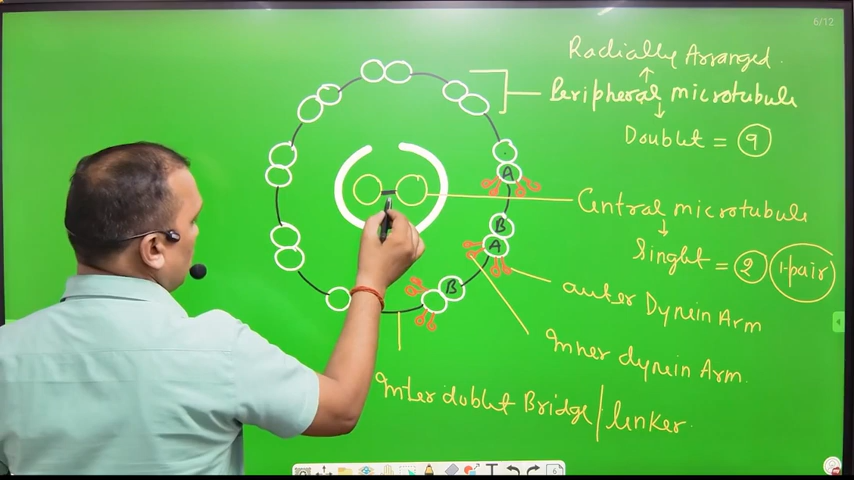 6/12
Radially Arranged.
Peripheral microtubule
Doublet = 9
A
Central microtubule
B
A
Singlet = 2 1-pair
B
outer Dynein Arm
Inner dynein Arm.
Inter doublet Bridge/linker.
T
6